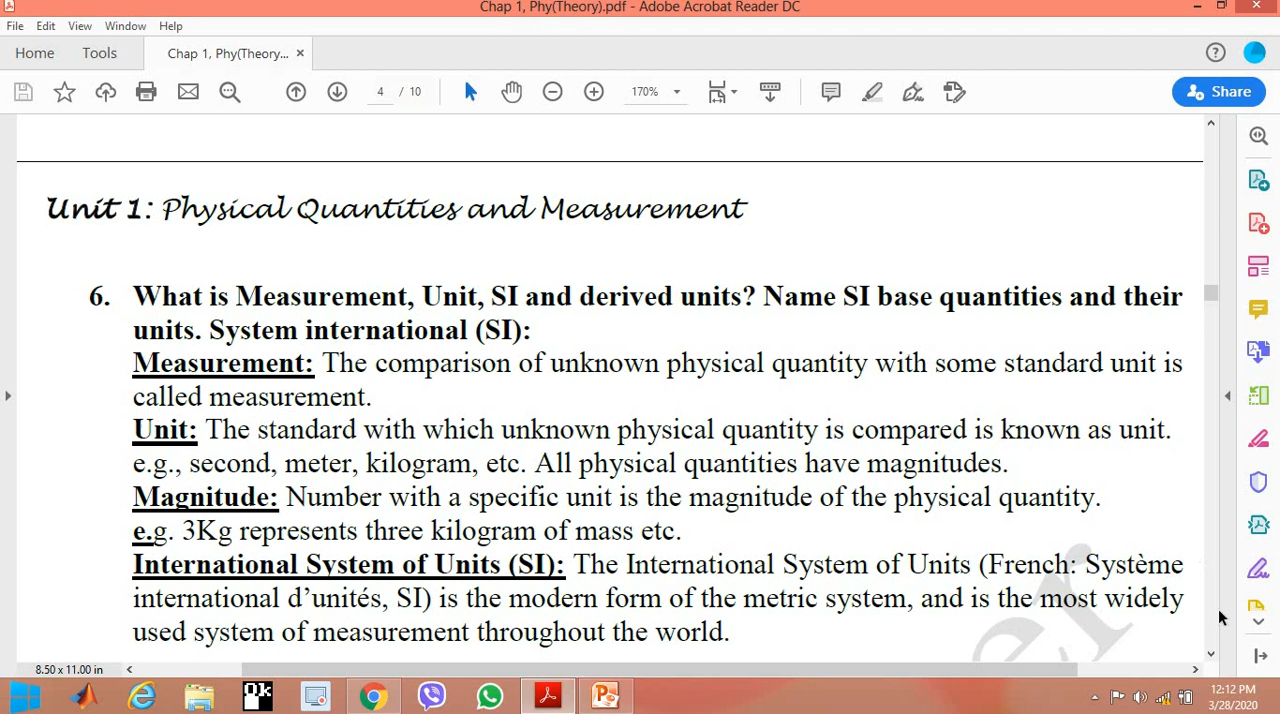 Chap 1, Phy(Theory).pdf - Adobe Acrobat Reader DC
File Edit View Window Help
Home Tools Chap 1, Phy(Theory... ×
4 / 10 170% Share
Unit 1: Physical Quantities and Measurement
6. What is Measurement, Unit, SI and derived units? Name SI base quantities and their
units. System international (SI):
Measurement: The comparison of unknown physical quantity with some standard unit is
called measurement.
Unit: The standard with which unknown physical quantity is compared is known as unit.
e.g., second, meter, kilogram, etc. All physical quantities have magnitudes.
Magnitude: Number with a specific unit is the magnitude of the physical quantity.
e.g. 3Kg represents three kilogram of mass etc.
International System of Units (SI): The International System of Units (French: Système
international d’unités, SI) is the modern form of the metric system, and is the most widely
used system of measurement throughout the world.
8.50 x 11.00 in
12:12 PM
3/28/2020